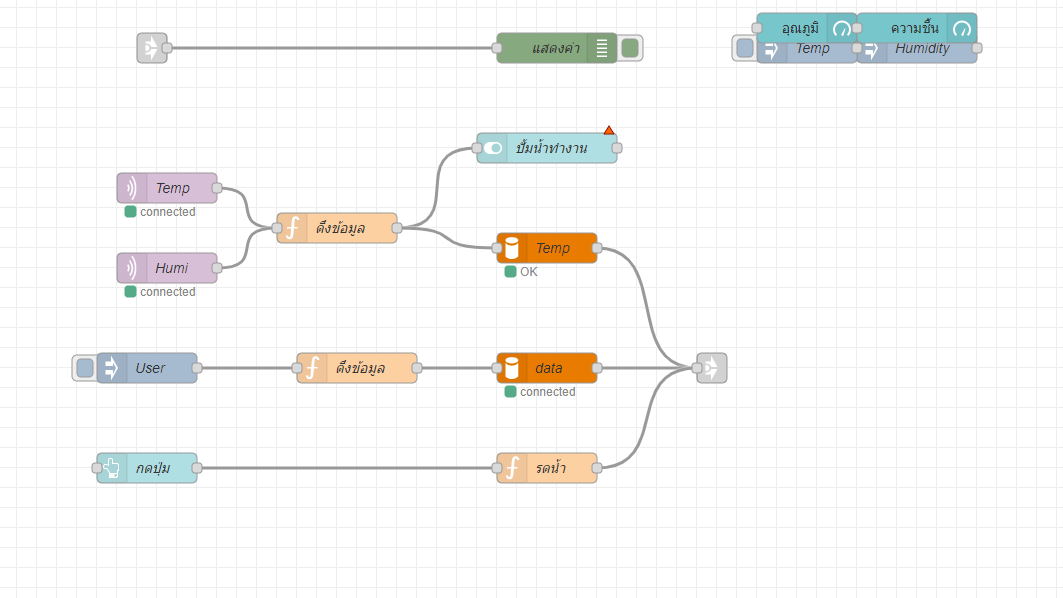 อุณภูมิ
ความชื้น
แสดงค่า
Temp
Humidity
ปั๊มน้ำทำงาน
Temp
connected
ดึงข้อมูล
Temp
OK
Humi
connected
User
ดึงข้อมูล
data
connected
กดปุ่ม
รดน้ำ